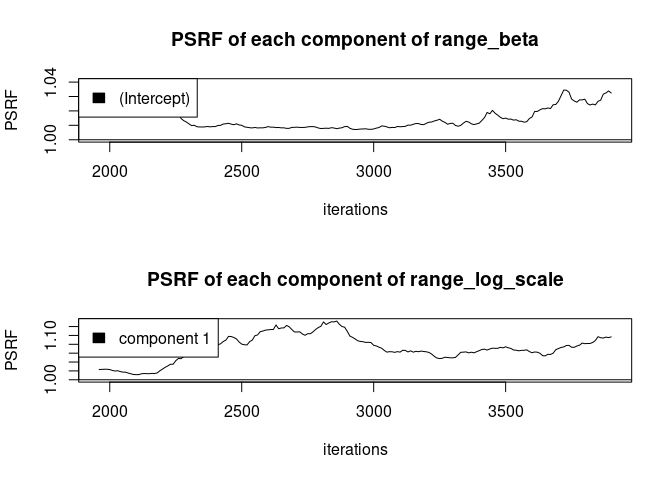 PSRF of each component of range_beta
PSRF
1.04
1.00
(Intercept)
2000 2500 3000 3500
iterations
PSRF of each component of range_log_scale
PSRF
1.10
1.00
component 1
2000 2500 3000 3500
iterations